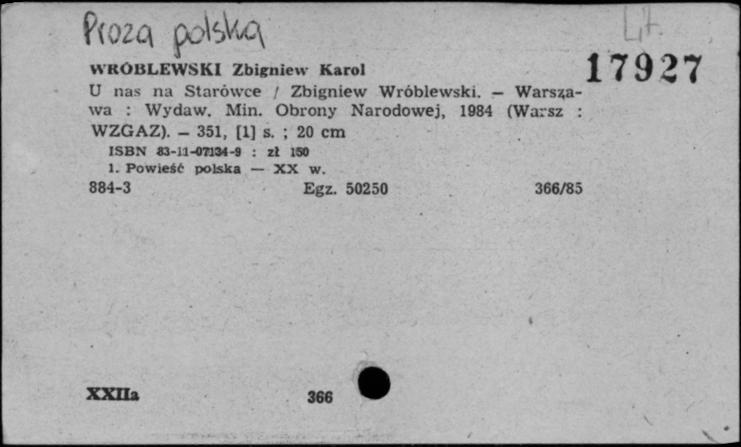 Proza polska
Lit.
17927
WRÓBLEWSKI Zbigniew Karol
U nas na Starówce / Zbigniew Wróblewski. — Warsza-
wa : Wydaw. Min. Obrony Narodowej, 1984 (Warsz :
WZGAZ). — 351, [1] s. ; 20 cm
ISBN 83-11-07134-9 : zł 150
1. Powieść polska — XX w.
884-3 Egz. 50250 366/85
XXIIa 366